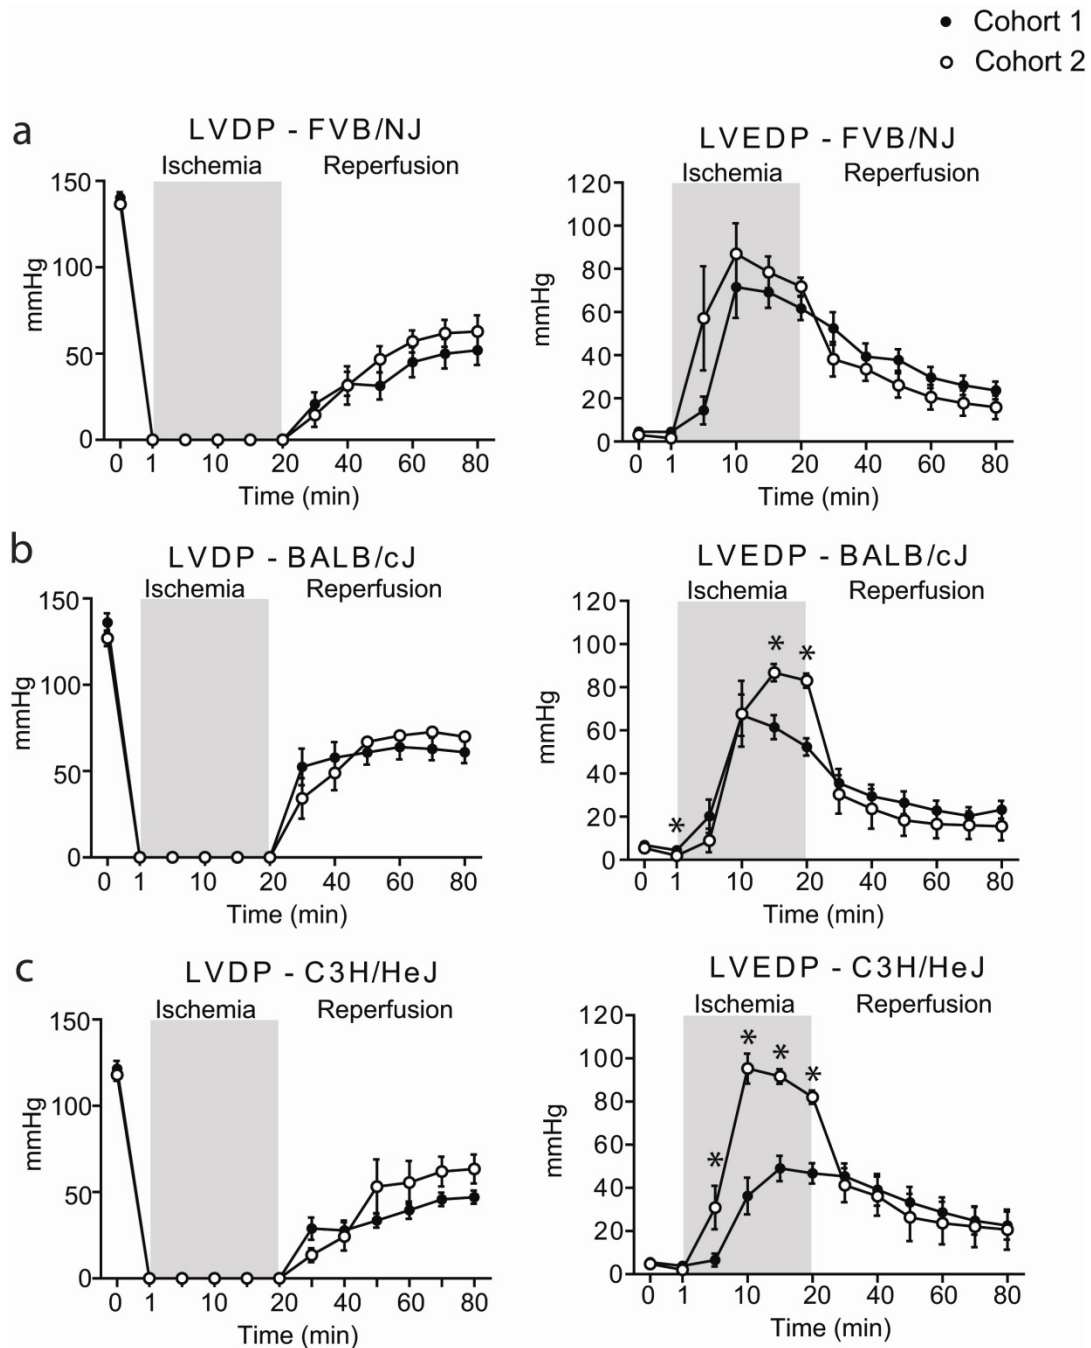 Cohort 1
Cohort 2
a
LVDP - FVB/NJ
Ischemia Reperfusion
150
100
50
0
mmHg
0 1 10 20 40 60 80
Time (min)
LVEDP - FVB/NJ
Ischemia Reperfusion
120
100
80
60
40
20
0
mmHg
0 1 10 20 40 60 80
Time (min)
b
LVDP - BALB/cJ
Ischemia Reperfusion
150
100
50
0
mmHg
0 1 10 20 40 60 80
Time (min)
LVEDP - BALB/cJ
Ischemia Reperfusion
120
100
80
60
40
20
0
mmHg
* * *
0 1 10 20 40 60 80
Time (min)
c
LVDP - C3H/HeJ
Ischemia Reperfusion
150
100
50
0
mmHg
0 1 10 20 40 60 80
Time (min)
LVEDP - C3H/HeJ
Ischemia Reperfusion
120
100
80
60
40
20
0
mmHg
* * * *
0 1 10 20 40 60 80
Time (min)